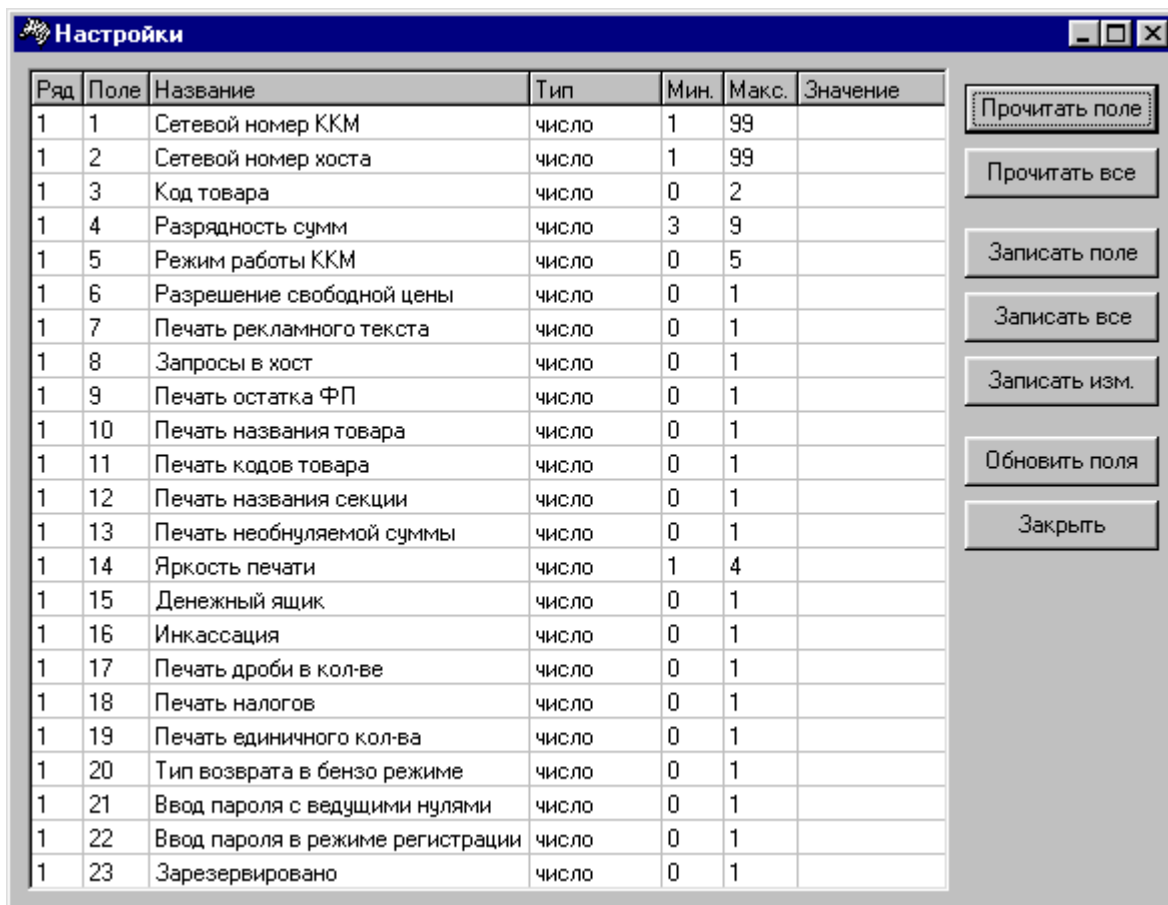 Настройки
Ряд Поле Название Тип Мин. Макс. Значение
1 1 Сетевой номер ККМ число 1 99
1 2 Сетевой номер хоста число 1 99
1 3 Код товара число 0 2
1 4 Разрядность сумм число 3 9
1 5 Режим работы ККМ число 0 5
1 6 Разрешение свободной цены число 0 1
1 7 Печать рекламного текста число 0 1
1 8 Запросы в хост число 0 1
1 9 Печать остатка ФП число 0 1
1 10 Печать названия товара число 0 1
1 11 Печать кодов товара число 0 1
1 12 Печать названия секции число 0 1
1 13 Печать необнуляемой суммы число 0 1
1 14 Яркость печати число 1 4
1 15 Денежный ящик число 0 1
1 16 Инкассация число 0 1
1 17 Печать дроби в кол-ве число 0 1
1 18 Печать налогов число 0 1
1 19 Печать единичного кол-ва число 0 1
1 20 Тип возврата в бензо режиме число 0 1
1 21 Ввод пароля с ведущими нулями число 0 1
1 22 Ввод пароля в режиме регистрации число 0 1
1 23 Зарезервировано число 0 1
Прочитать поле
Прочитать все
Записать поле
Записать все
Записать изм.
Обновить поля
Закрыть